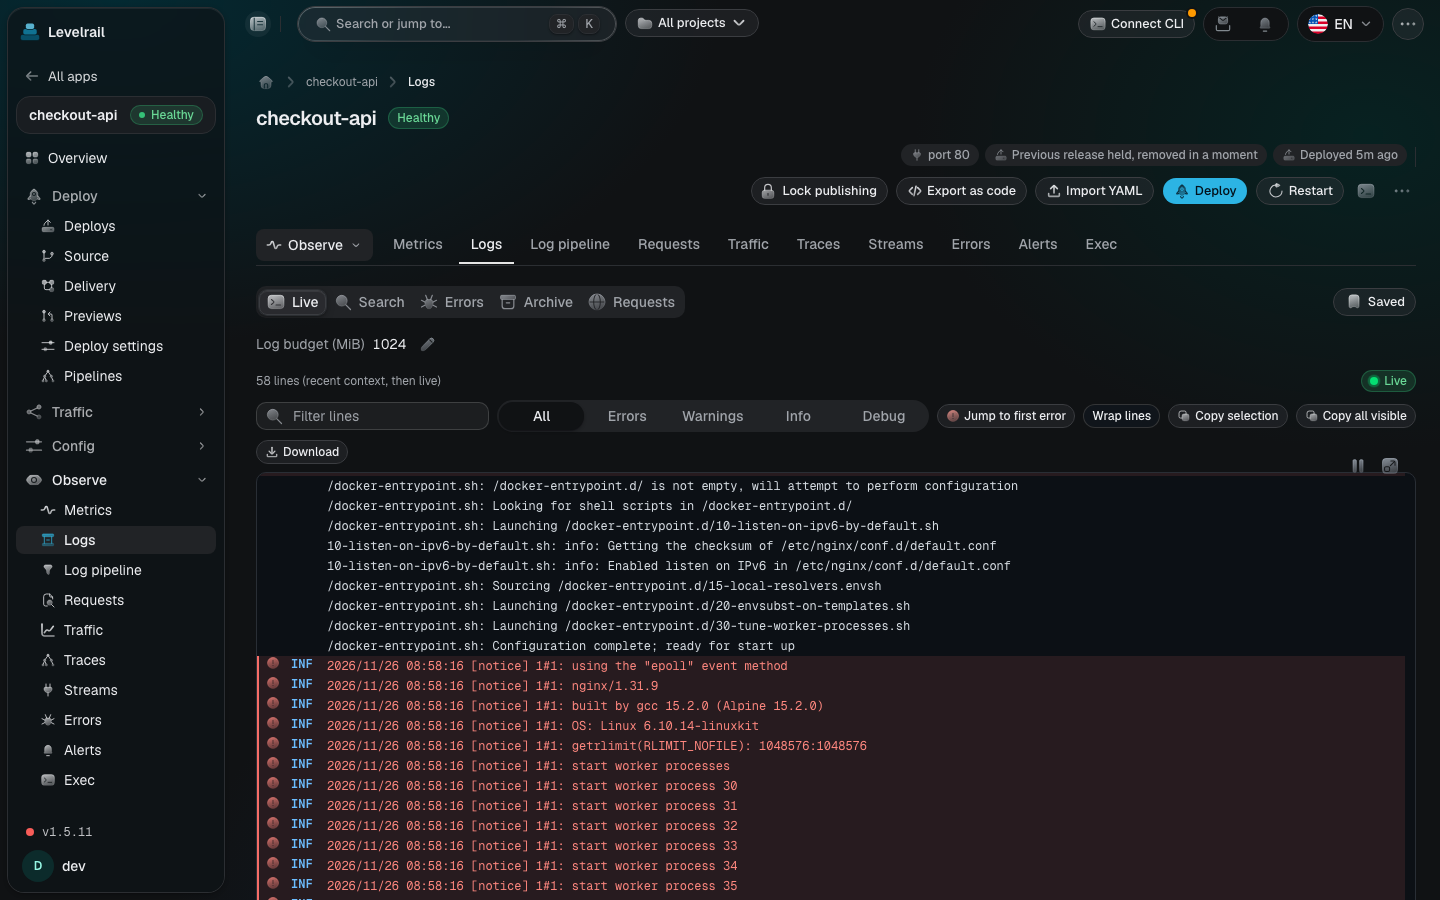 Levelrail
Search or jump to...
⌘ K
All projects
Connect CLI
EN
All apps
checkout-api
Healthy
Overview
Deploy
Deploys
Source
Delivery
Previews
Deploy settings
Pipelines
Traffic
Config
Observe
Metrics
Logs
Log pipeline
Requests
Traffic
Traces
Streams
Errors
Alerts
Exec
v1.5.11
D dev
checkout-api Logs
checkout-api Healthy
port 80 Previous release held, removed in a moment Deployed 5m ago
Lock publishing Export as code Import YAML Deploy Restart
Observe Metrics Logs Log pipeline Requests Traffic Traces Streams Errors Alerts Exec
Live Search Errors Archive Requests Saved
Log budget (MiB) 1024
58 lines (recent context, then live) Live
Filter lines All Errors Warnings Info Debug Jump to first error Wrap lines Copy selection Copy all visible
Download
/docker-entrypoint.sh: /docker-entrypoint.d/ is not empty, will attempt to perform configuration
/docker-entrypoint.sh: Looking for shell scripts in /docker-entrypoint.d/
/docker-entrypoint.sh: Launching /docker-entrypoint.d/10-listen-on-ipv6-by-default.sh
10-listen-on-ipv6-by-default.sh: info: Getting the checksum of /etc/nginx/conf.d/default.conf
10-listen-on-ipv6-by-default.sh: info: Enabled listen on IPv6 in /etc/nginx/conf.d/default.conf
/docker-entrypoint.sh: Sourcing /docker-entrypoint.d/15-local-resolvers.envsh
/docker-entrypoint.sh: Launching /docker-entrypoint.d/20-envsubst-on-templates.sh
/docker-entrypoint.sh: Launching /docker-entrypoint.d/30-tune-worker-processes.sh
/docker-entrypoint.sh: Configuration complete; ready for start up
INF 2026/11/26 08:58:16 [notice] 1#1: using the "epoll" event method
INF 2026/11/26 08:58:16 [notice] 1#1: nginx/1.31.9
INF 2026/11/26 08:58:16 [notice] 1#1: built by gcc 15.2.0 (Alpine 15.2.0)
INF 2026/11/26 08:58:16 [notice] 1#1: OS: Linux 6.10.14-linuxkit
INF 2026/11/26 08:58:16 [notice] 1#1: getrlimit(RLIMIT_NOFILE): 1048576:1048576
INF 2026/11/26 08:58:16 [notice] 1#1: start worker processes
INF 2026/11/26 08:58:16 [notice] 1#1: start worker process 30
INF 2026/11/26 08:58:16 [notice] 1#1: start worker process 31
INF 2026/11/26 08:58:16 [notice] 1#1: start worker process 32
INF 2026/11/26 08:58:16 [notice] 1#1: start worker process 33
INF 2026/11/26 08:58:16 [notice] 1#1: start worker process 34
INF 2026/11/26 08:58:16 [notice] 1#1: start worker process 35